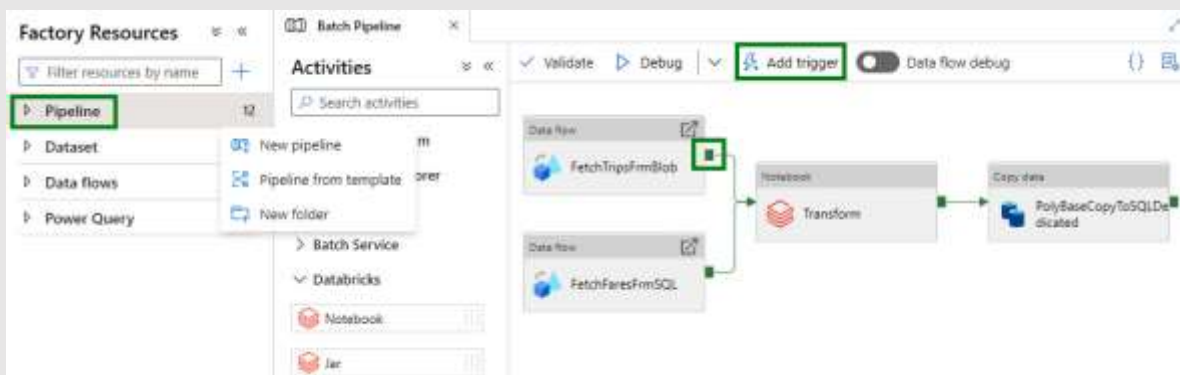 Factory Resources
Filter resources by name
Pipeline 12
Dataset
Data flows
Power Query
New pipeline
Pipeline from template
New folder
Batch Pipeline
Activities
Search activities
m
orer
Batch Service
Databricks
Notebook
Jar
Validate
Debug
Add trigger
Data flow debug
{}
Data flow
FetchTripsFrmBlob
Data flow
FetchFaresFrmSQL
Notebook
Transform
Copy data
PolyBaseCopyToSQLDe
dicated